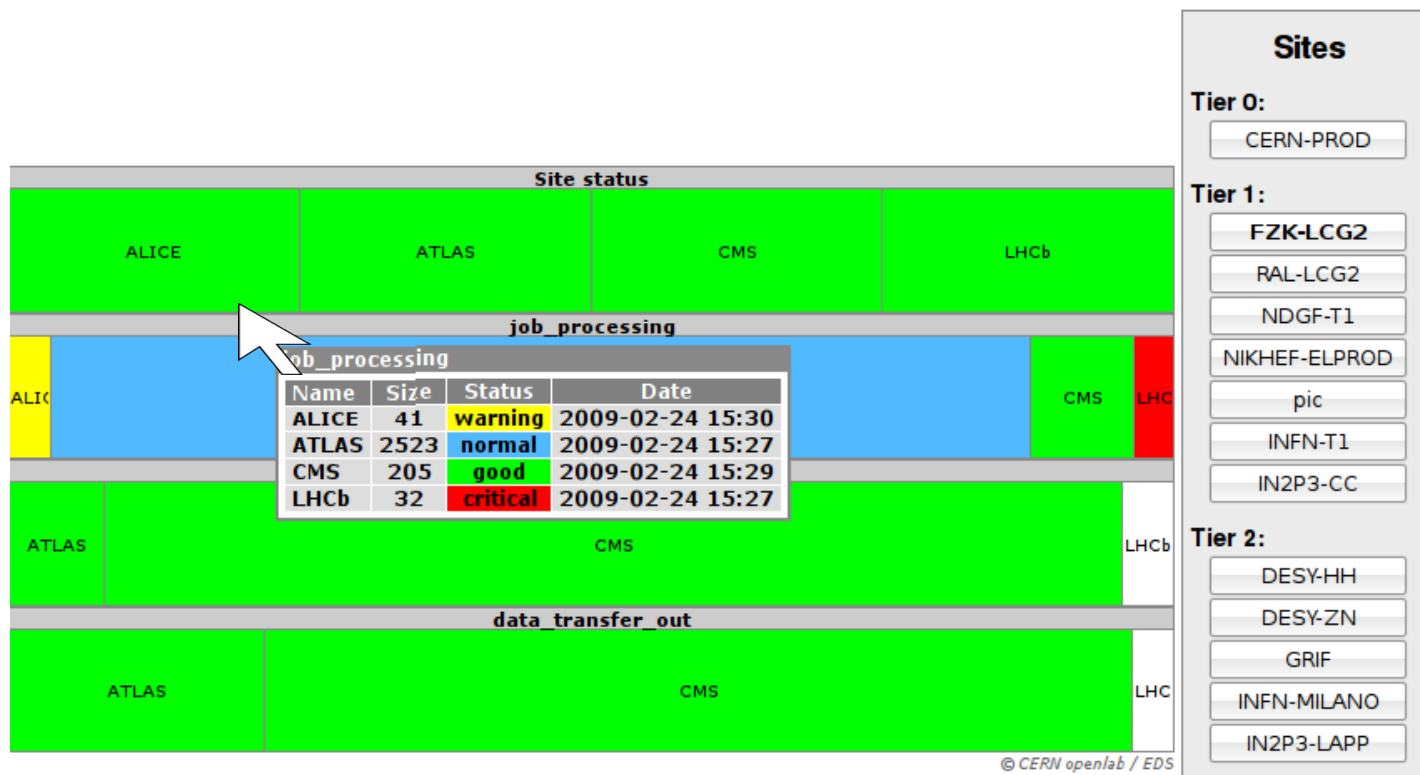 Site status
ALICE ATLAS CMS LHCb
job_processing
ALIC CMS LHC
job_processing
Name Size Status Date
ALICE 41 warning 2009-02-24 15:30
ATLAS 2523 normal 2009-02-24 15:27
CMS 205 good 2009-02-24 15:29
LHCb 32 critical 2009-02-24 15:27
ATLAS CMS LHCb
data_transfer_out
ATLAS CMS LHC
© CERN openlab / EDS
Sites
Tier 0:
CERN-PROD
Tier 1:
FZK-LCG2
RAL-LCG2
NDGF-T1
NIKHEF-ELPROD
pic
INFN-T1
IN2P3-CC
Tier 2:
DESY-HH
DESY-ZN
GRIF
INFN-MILANO
IN2P3-LAPP